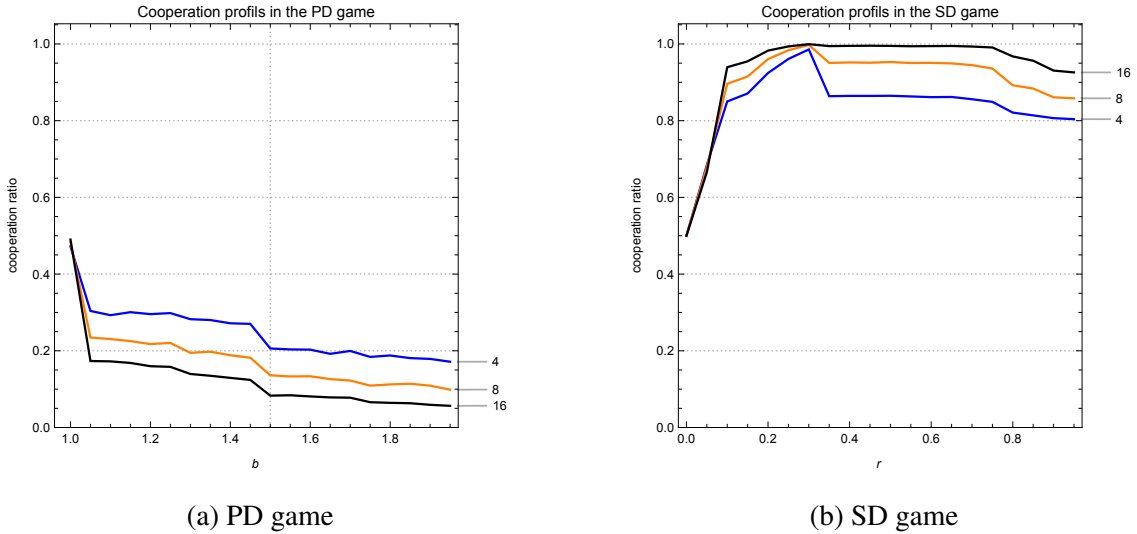 Cooperation profils in the PD game
1.0
0.8
0.6
0.4
0.2
0.0
cooperation ratio
4
8
16
1.0 1.2 1.4 1.6 1.8
b
(a) PD game
Cooperation profils in the SD game
1.0
0.8
0.6
0.4
0.2
0.0
cooperation ratio
16
8
4
0.0 0.2 0.4 0.6 0.8
r
(b) SD game